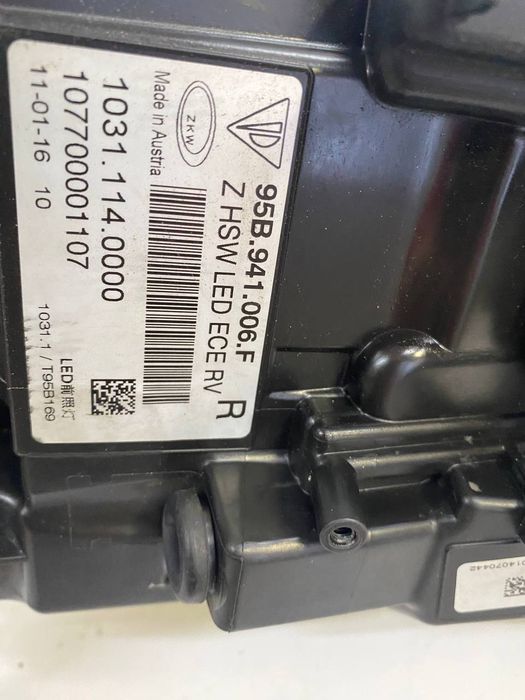 95B.941.006.F
Z HSW LED ECE RV
R
ZKW
Made in Austria
1031.114.0000
107700001107
11-01-16 10
LED前照灯
1031.1 / T95B169